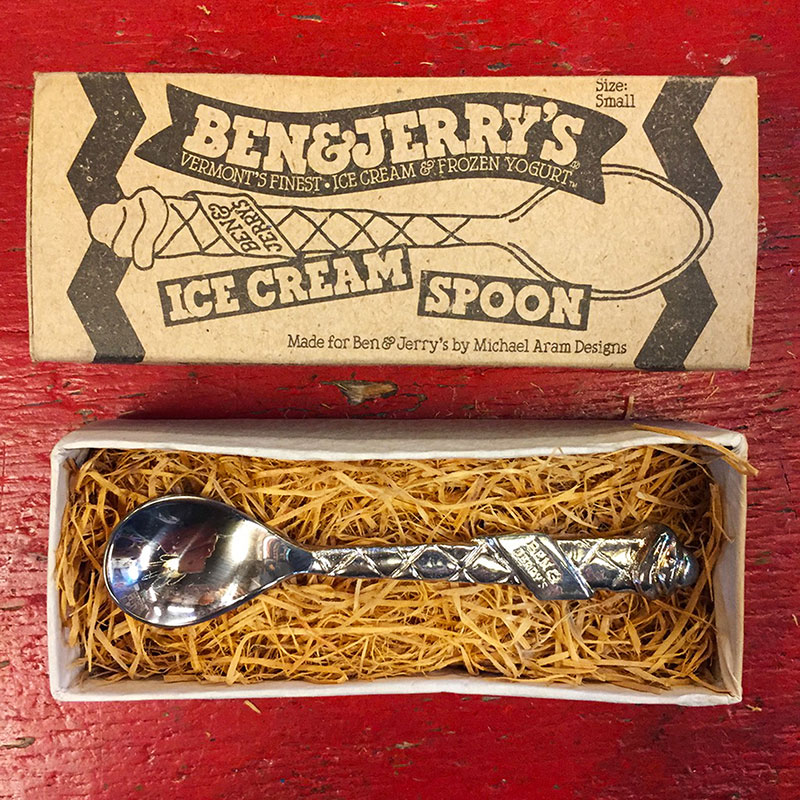 Size:
Small
BEN&JERRY'S®
VERMONT'S FINEST • ICE CREAM & FROZEN YOGURT™
BEN&
JERRY'S
ICE CREAM
SPOON
Made for Ben & Jerry's by Michael Aram Designs
BEN &
JERRY'S